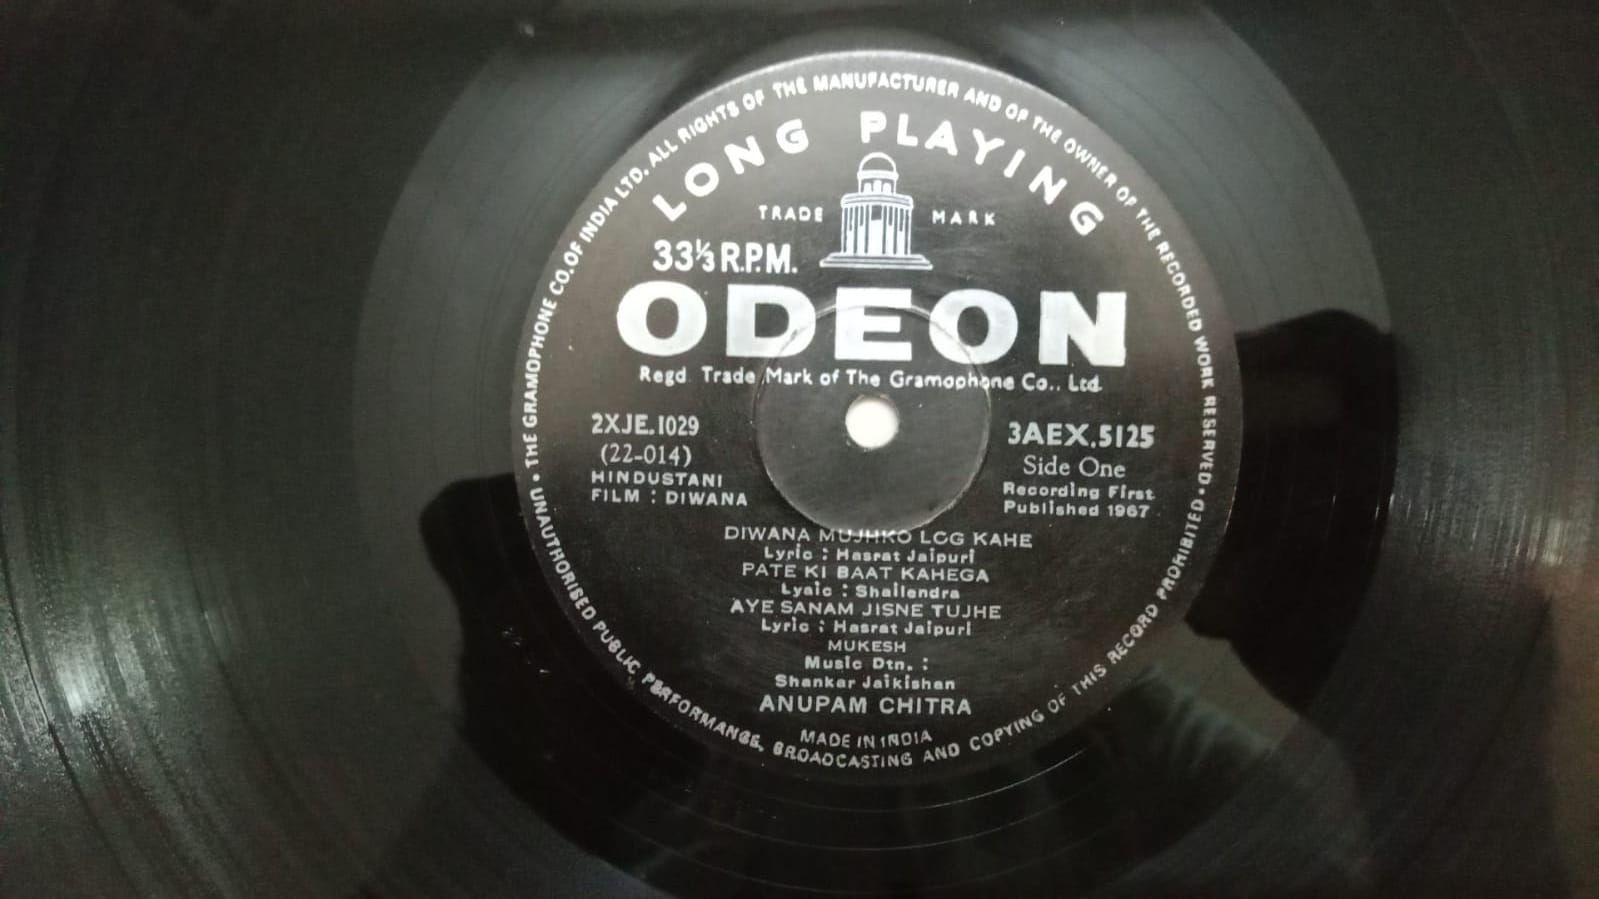 THE GRAMOPHONE CO. OF INDIA LTD. ALL RIGHTS OF THE MANUFACTURER AND OF THE OWNER OF THE RECORDED WORK RESERVED •
LONG PLAYING
TRADE MARK
33⅓ R.P.M.
ODEON
Regd. Trade Mark of The Gramophone Co., Ltd.
2XJE.1029
(22-014)
HINDUSTANI
FILM : DIWANA
3AEX.5125
Side One
Recording First
Published 1967
DIWANA MUJHKO LOG KAHE
Lyric : Hasrat Jaipuri
PATE KI BAAT KAHEGA
Lyaic : Shailendra
AYE SANAM JISNE TUJHE
Lyric : Hasrat Jaipuri
MUKESH
Music Dtn. :
Shankar Jaikishan
ANUPAM CHITRA
MADE IN INDIA
• UNAUTHORISED PUBLIC PERFORMANCE, BROADCASTING AND COPYING OF THIS RECORD PROHIBITED